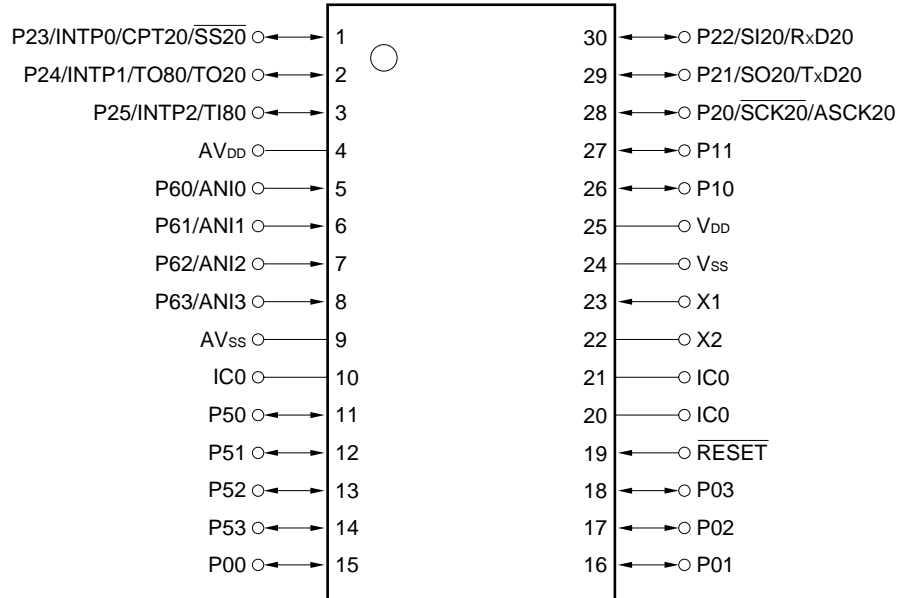 P23/INTP0/CPT20/SS20 1 30 P22/SI20/RxD20
P24/INTP1/TO80/TO20 2 29 P21/SO20/TxD20
P25/INTP2/TI80 3 28 P20/SCK20/ASCK20
AVDD 4 27 P11
P60/ANI0 5 26 P10
P61/ANI1 6 25 VDD
P62/ANI2 7 24 VSS
P63/ANI3 8 23 X1
AVSS 9 22 X2
IC0 10 21 IC0
P50 11 20 IC0
P51 12 19 RESET
P52 13 18 P03
P53 14 17 P02
P00 15 16 P01